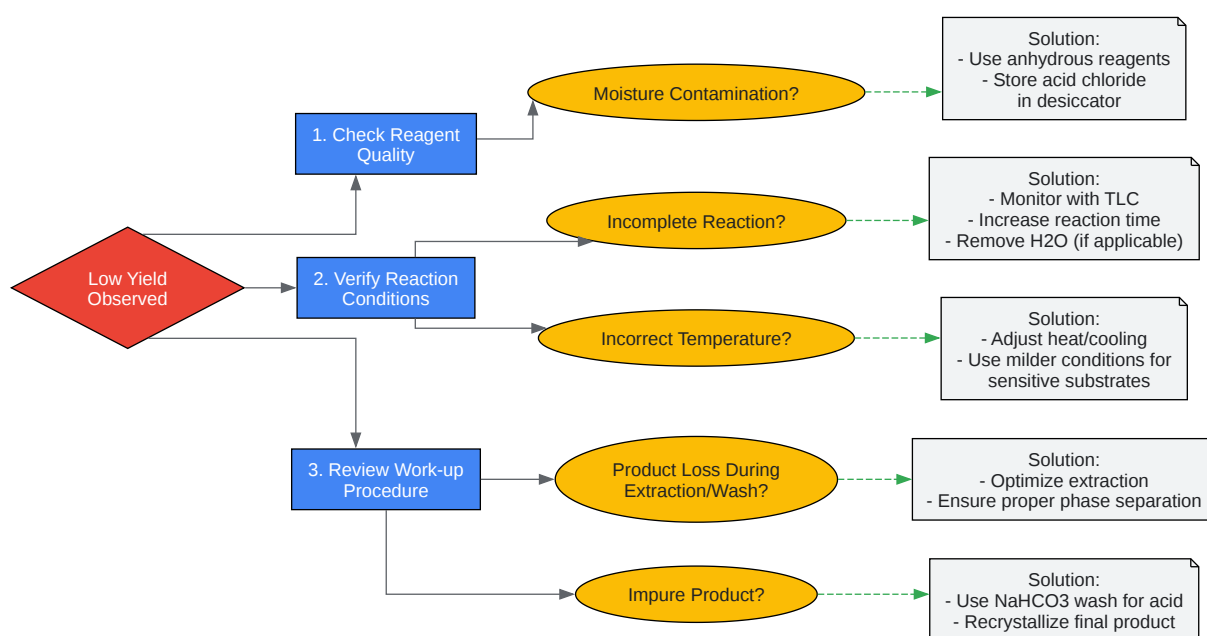 Low Yield
Observed
1. Check Reagent
Quality
Moisture Contamination?
Solution:
- Use anhydrous reagents
- Store acid chloride
in desiccator
2. Verify Reaction
Conditions
Incomplete Reaction?
Solution:
- Monitor with TLC
- Increase reaction time
- Remove H2O (if applicable)
Incorrect Temperature?
Solution:
- Adjust heat/cooling
- Use milder conditions for
sensitive substrates
3. Review Work-up
Procedure
Product Loss During
Extraction/Wash?
Solution:
- Optimize extraction
- Ensure proper phase separation
Impure Product?
Solution:
- Use NaHCO3 wash for acid
- Recrystallize final product